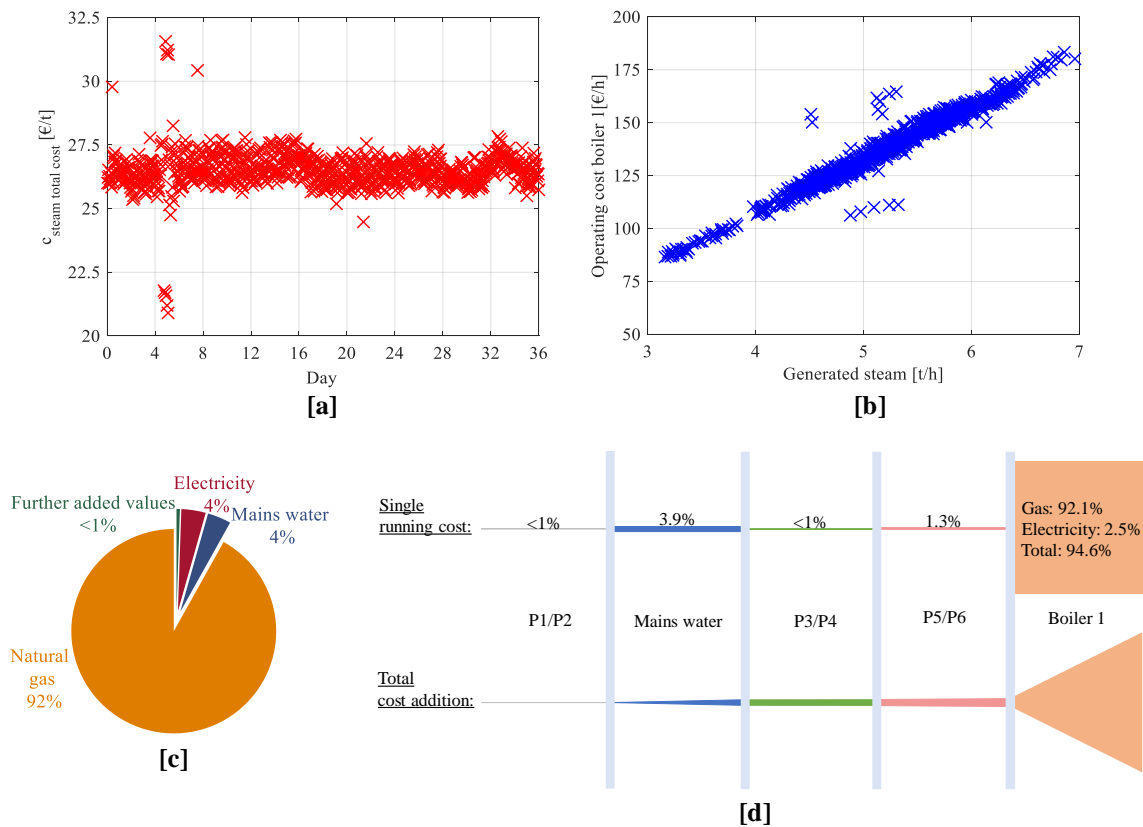 32.5
30
27.5
25
22.5
20
c steam total cost [€/t]
0 4 8 12 16 20 24 28 32 36
Day
[a]
200
175
150
125
100
75
50
Operating cost boiler 1[€/h]
3 4 5 6 7
Generated steam [t/h]
[b]
Electricity
4%
Further added values
<1%
Mains water
4%
Natural
gas
92%
[c]
Single
running cost:
<1%
3.9%
<1%
1.3%
Gas: 92.1%
Electricity: 2.5%
Total: 94.6%
P1/P2
Mains water
P3/P4
P5/P6
Boiler 1
Total
cost addition:
[d]